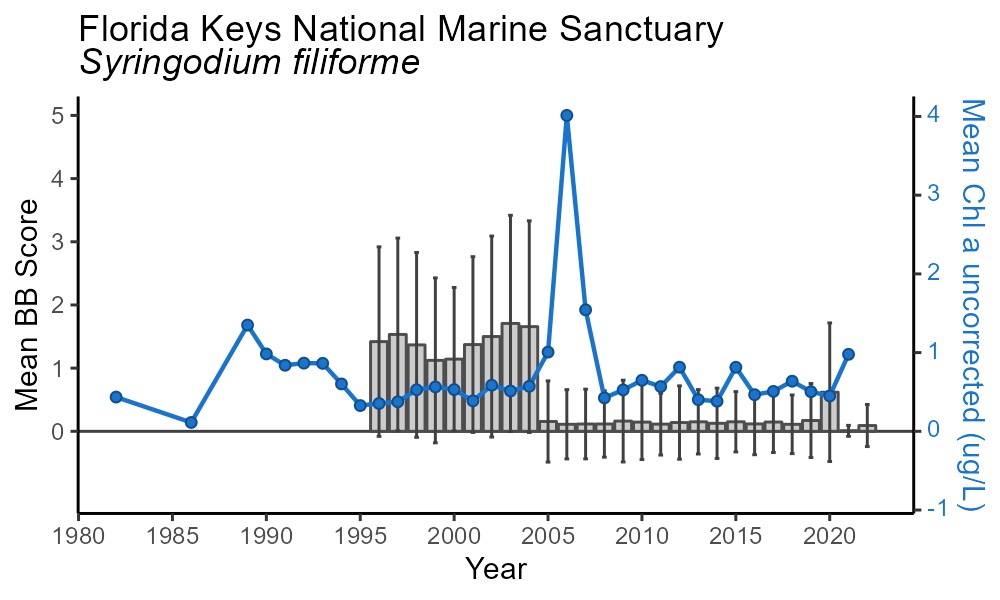 Florida Keys National Marine Sanctuary
Syringodium filiforme
Mean BB Score
5
4
3
2
1
0
4
3
2
1
0
-1
Mean Chl a uncorrected (ug/L)
1980 1985 1990 1995 2000 2005 2010 2015 2020
Year